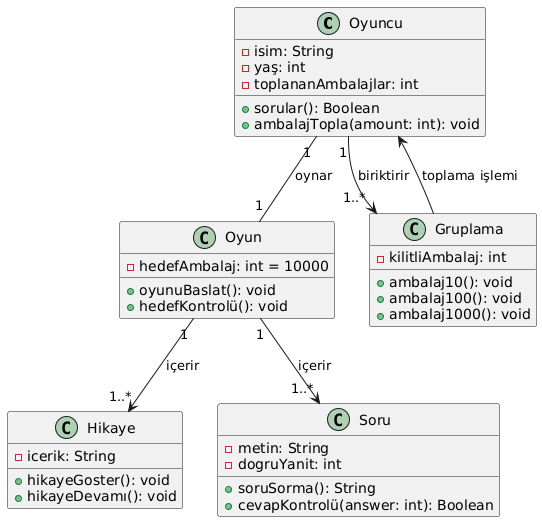 C Oyuncu
isim: String
yaş: int
toplananAmbalajlar: int
sorular(): Boolean
ambalajTopla(amount: int): void
1
1
oynar
biriktirir
toplama işlemi
1
1..*
C Oyun
hedefAmbalaj: int = 10000
oyunuBaslat(): void
hedefKontrolü(): void
C Gruplama
kilitliAmbalaj: int
ambalaj10(): void
ambalaj100(): void
ambalaj1000(): void
1
1
içerir
içerir
1..*
1..*
C Hikaye
icerik: String
hikayeGoster(): void
hikayeDevamı(): void
C Soru
metin: String
dogruYanit: int
soruSorma(): String
cevapKontrolü(answer: int): Boolean